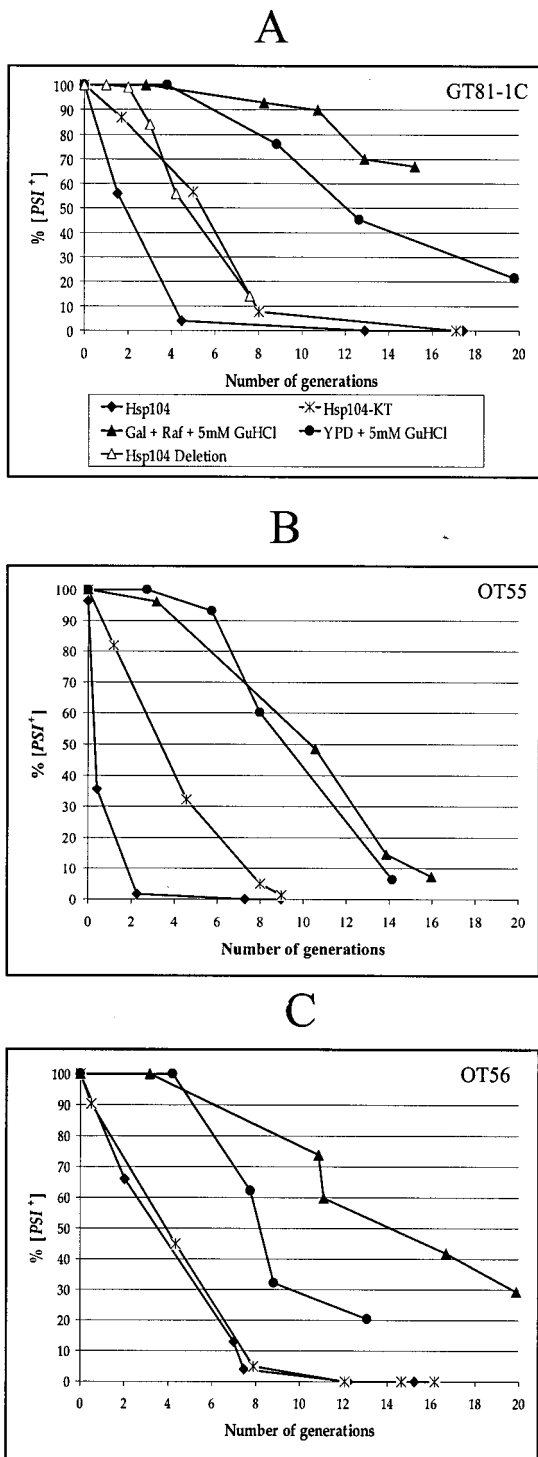 A
GT81-1C
100
90
80
70
60
50
40
30
20
10
0
% [PSI+]
0 2 4 6 8 10 12 14 16 18 20
Number of generations
Hsp104 Hsp104-KT
Gal + Raf + 5mM GuHCl YPD + 5mM GuHCl
Hsp104 Deletion
B
OT55
100
90
80
70
60
50
40
30
20
10
0
% [PSI+]
0 2 4 6 8 10 12 14 16 18 20
Number of generations
C
OT56
100
90
80
70
60
50
40
30
20
10
0
% [PSI+]
0 2 4 6 8 10 12 14 16 18 20
Number of generations